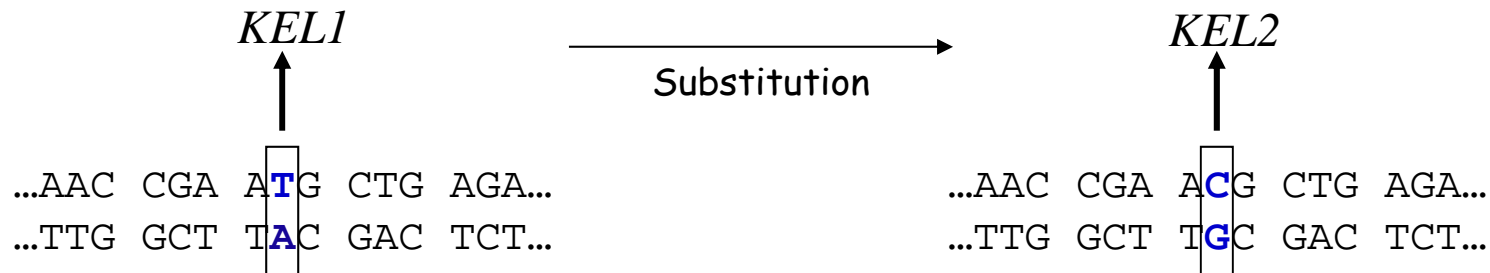 KEL1
KEL2
Substitution
...AAC CGA ATG CTG AGA...
...TTG GCT TAC GAC TCT...
...AAC CGA ACG CTG AGA...
...TTG GCT TGC GAC TCT...